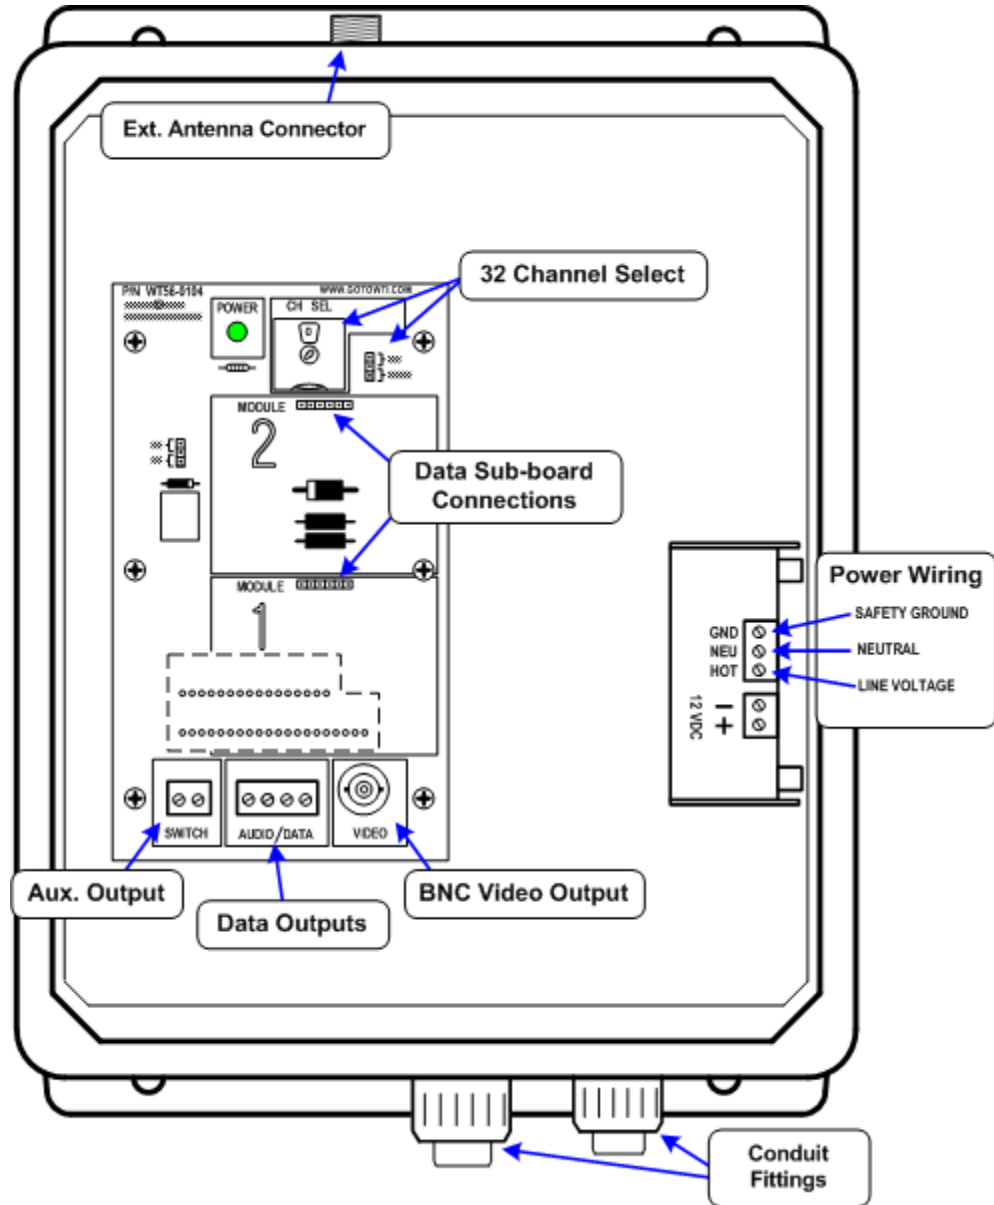 Ext. Antenna Connector
32 Channel Select
P/N WT56-0104
WWW.GOTOWTI.COM
POWER
CH SEL
0
MODULE
2
Data Sub-board
Connections
MODULE
1
Power Wiring
SAFETY GROUND
NEUTRAL
LINE VOLTAGE
GND
NEU
HOT
12 VDC
−
+
SWITCH
AUDIO/DATA
VIDEO
Aux. Output
Data Outputs
BNC Video Output
Conduit
Fittings